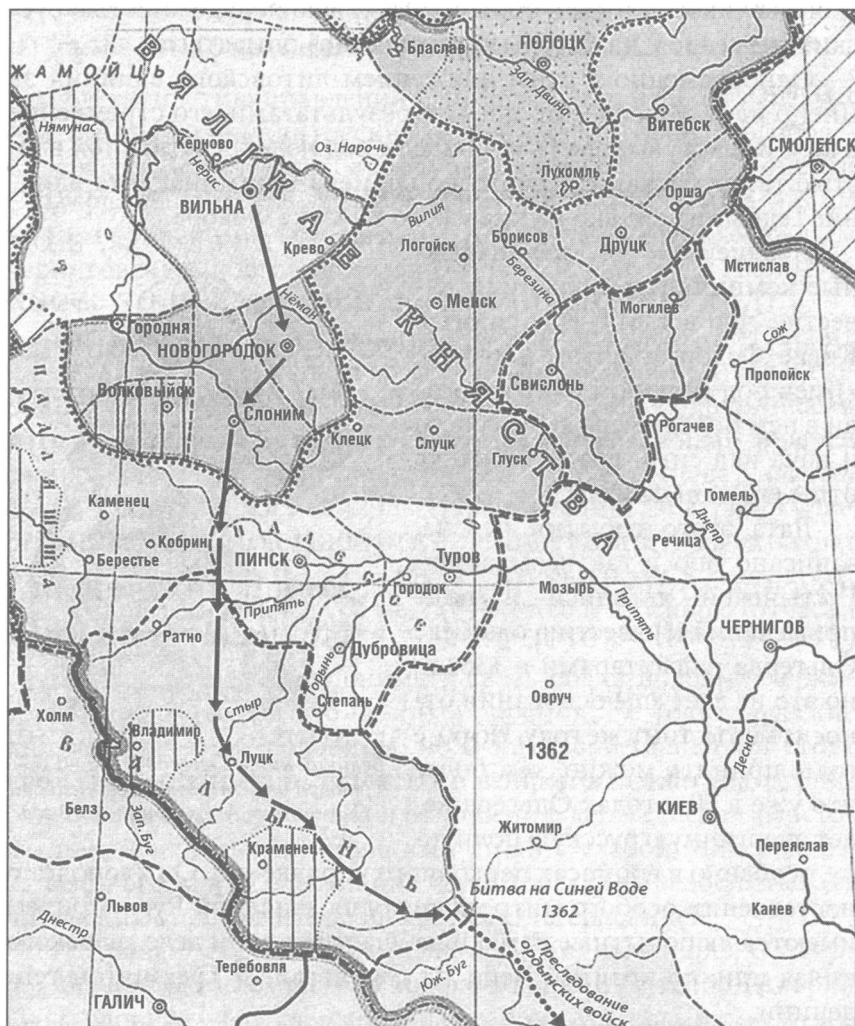 Браслав
ПОЛОЦК
Зап. Двина
Витебск
ЖАМОЙЦЬ
Нямунас
Керново
Нерис
Оз. Нарочь
Лухомль
Орша
СМОЛЕНСК
ВИЛЬНА
Вилия
Крево
Логойск
Борисов
Березина
Друцк
Мстислав
ВЯЛІКАЕ КНЯСТВА
Нёман
Менск
Могилев
Сож
Городня
НОВОГОРОДОК
Свислонь
Пропойск
Волковыйск
Слоним
Клецк
Слуцк
Глуск
Рогачев
Каменец
Кобрин
Берестье
Гомель
Днепр
Речица
ПИНСК
Туров
Городок
Мозырь
Припять
Припять
ЧЕРНИГОВ
Ратно
Дубровица
Горынь
Степань
Стыр
Овруч
Холм
Владимир
Луцк
1362
Десна
Белз
Зап. Буг
Житомир
КИЕВ
Переяслав
Краменец
Битва на Синей Воде
1362
Канев
Львов
Днестр
Теребовля
Юж. Буг
Преследование
ордынских войск
ГАЛИЧ